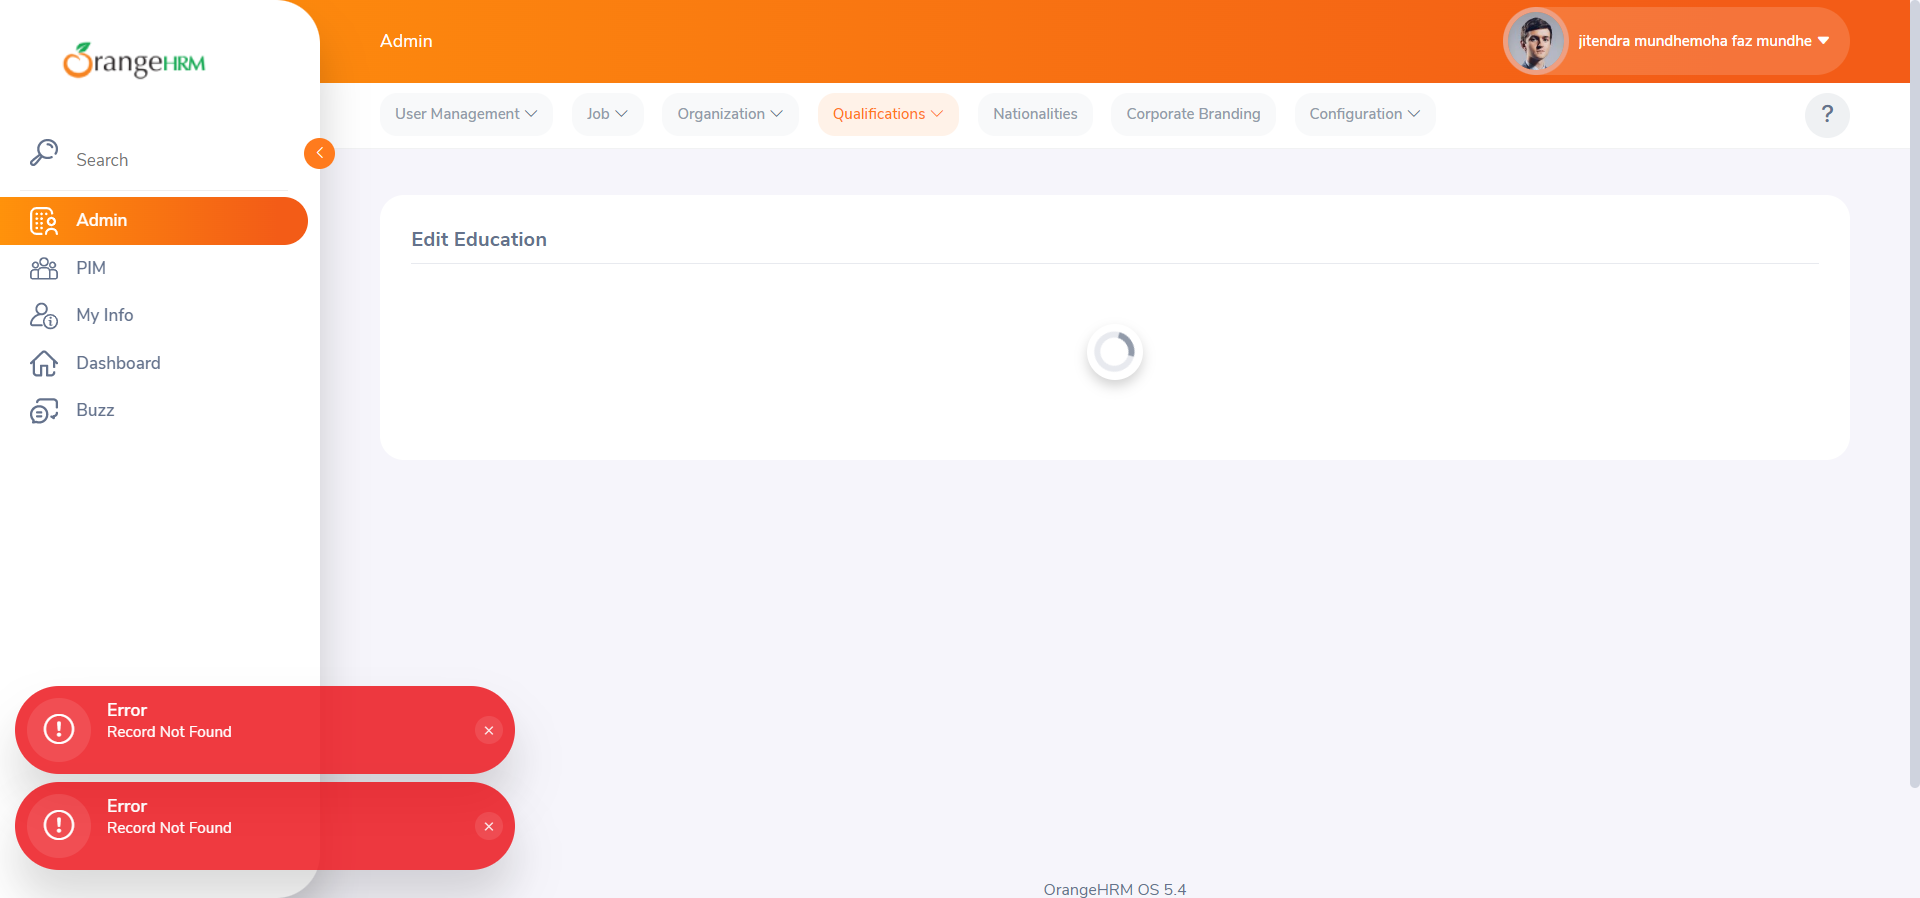 OrangeHRM
Admin
jitendra mundhemoha faz mundhe
User Management
Job
Organization
Qualifications
Nationalities
Corporate Branding
Configuration
?
Search
Admin
PIM
My Info
Dashboard
Buzz
Edit Education
Error
Record Not Found
Error
Record Not Found
OrangeHRM OS 5.4